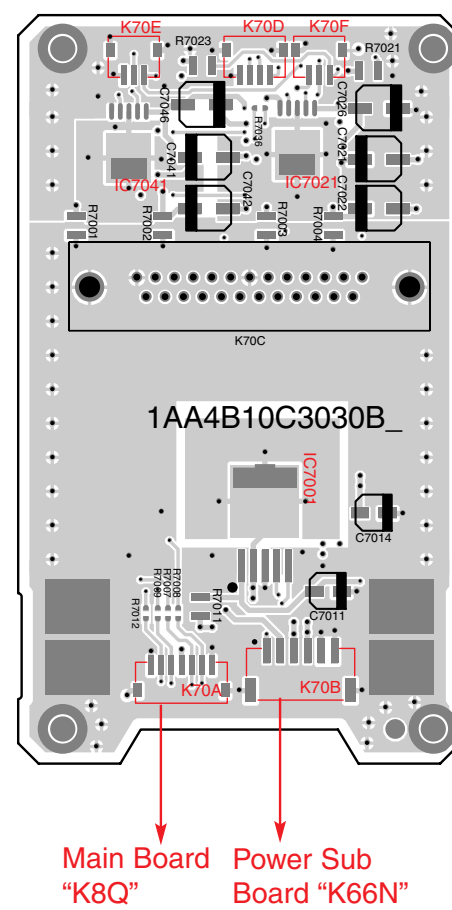 K70E
K70D
K70F
R7023
R7021
C7046
R7036
C7026
C7041
C7021
IC7041
IC7021
C7042
C7022
R7001
R7002
R7003
R7004
K70C
1AA4B10C3030B_
IC7001
C7014
R7008
R7007
R7009
R7012
R7011
C7011
K70A
K70B
Main Board
“K8Q”
Power Sub
Board “K66N”